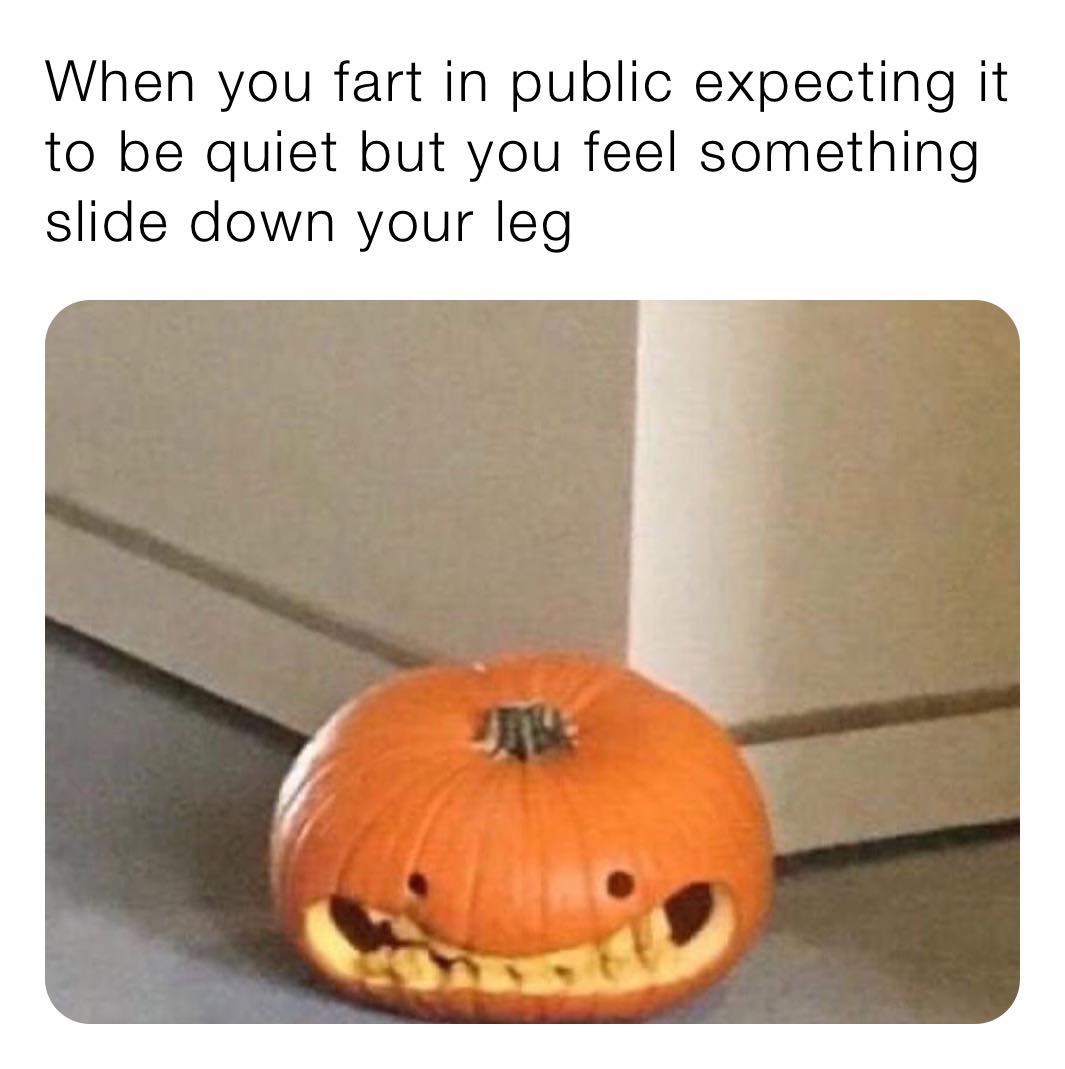 When you fart in public expecting it
to be quiet but you feel something
slide down your leg